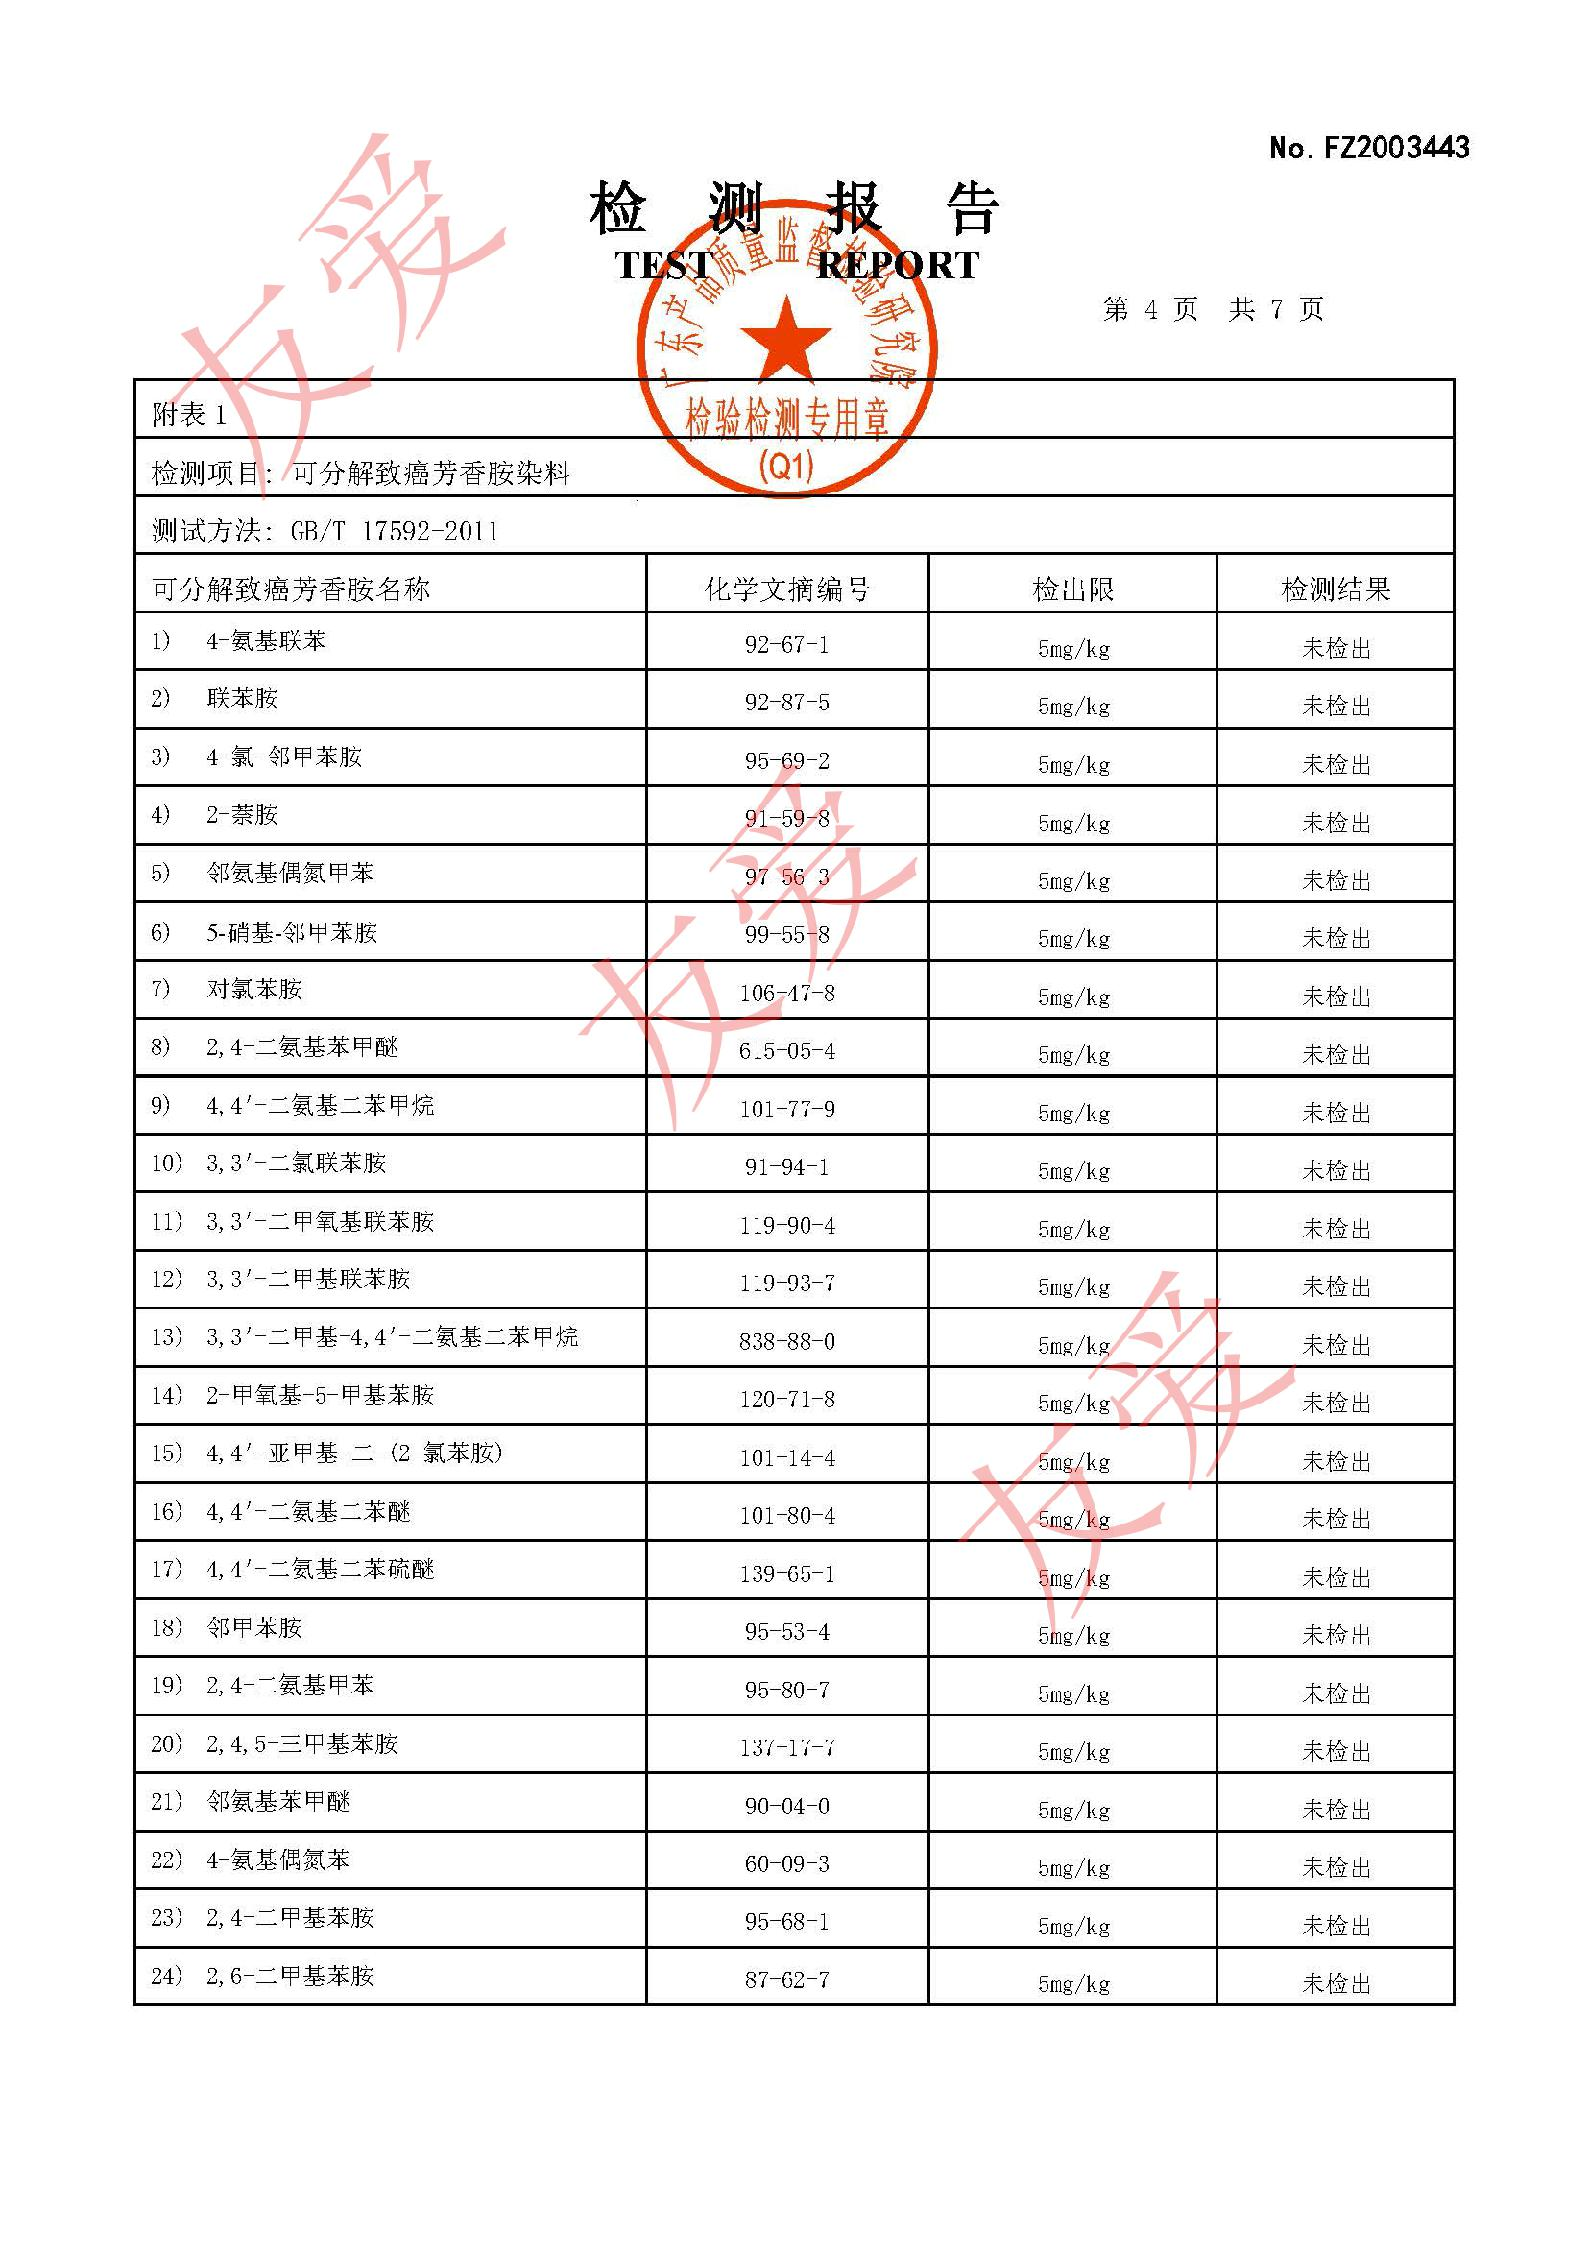 No. FZ2003443
检 测 报 告
TEST REPORT
第 4 页 共 7 页
广东产品质量监督检验研究院
检验检测专用章
(Q1)
附表 1
检测项目: 可分解致癌芳香胺染料
测试方法: GB/T 17592-2011
可分解致癌芳香胺名称 化学文摘编号 检出限 检测结果
1) 4-氨基联苯 92-67-1 5mg/kg 未检出
2) 联苯胺 92-87-5 5mg/kg 未检出
3) 4 氯 邻甲苯胺 95-69-2 5mg/kg 未检出
4) 2-萘胺 91-59-8 5mg/kg 未检出
5) 邻氨基偶氮甲苯 97 56 3 5mg/kg 未检出
6) 5-硝基-邻甲苯胺 99-55-8 5mg/kg 未检出
7) 对氯苯胺 106-47-8 5mg/kg 未检出
8) 2,4-二氨基苯甲醚 615-05-4 5mg/kg 未检出
9) 4,4′-二氨基二苯甲烷 101-77-9 5mg/kg 未检出
10) 3,3′-二氯联苯胺 91-94-1 5mg/kg 未检出
11) 3,3′-二甲氧基联苯胺 119-90-4 5mg/kg 未检出
12) 3,3′-二甲基联苯胺 119-93-7 5mg/kg 未检出
13) 3,3′-二甲基-4,4′-二氨基二苯甲烷 838-88-0 5mg/kg 未检出
14) 2-甲氧基-5-甲基苯胺 120-71-8 5mg/kg 未检出
15) 4,4′ 亚甲基 二 (2 氯苯胺) 101-14-4 5mg/kg 未检出
16) 4,4′-二氨基二苯醚 101-80-4 5mg/kg 未检出
17) 4,4′-二氨基二苯硫醚 139-65-1 5mg/kg 未检出
18) 邻甲苯胺 95-53-4 5mg/kg 未检出
19) 2,4-二氨基甲苯 95-80-7 5mg/kg 未检出
20) 2,4,5-三甲基苯胺 137-17-7 5mg/kg 未检出
21) 邻氨基苯甲醚 90-04-0 5mg/kg 未检出
22) 4-氨基偶氮苯 60-09-3 5mg/kg 未检出
23) 2,4-二甲基苯胺 95-68-1 5mg/kg 未检出
24) 2,6-二甲基苯胺 87-62-7 5mg/kg 未检出
友爱
友爱
友爱